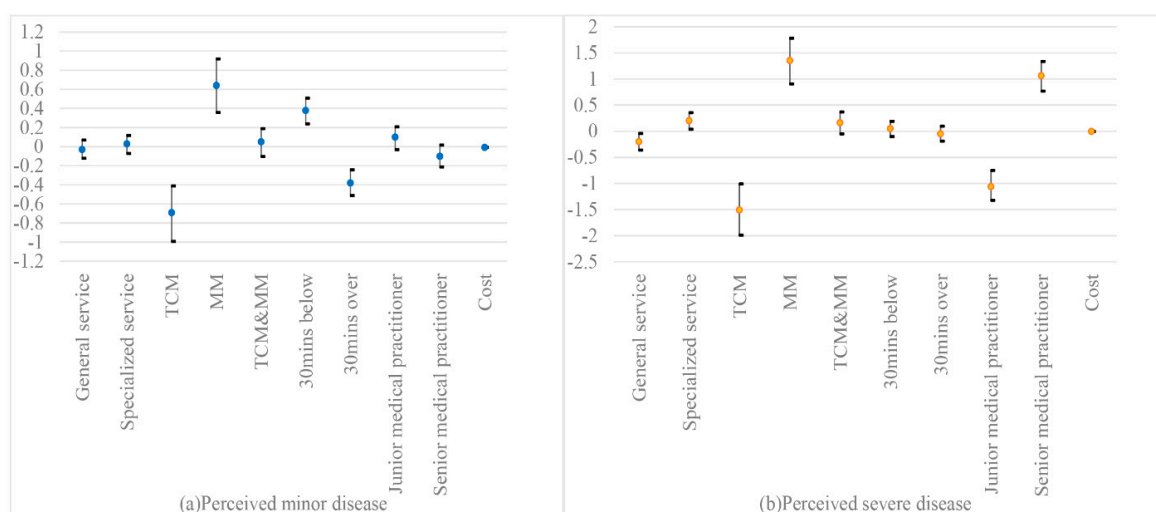 1.2
1
0.8
0.6
0.4
0.2
0
-0.2
-0.4
-0.6
-0.8
-1
-1.2
General service
Specialized service
TCM
MM
TCM&MM
30mins below
30mins over
Junior medical practitioner
Senior medical practitioner
Cost
(a)Perceived minor disease
2
1.5
1
0.5
0
-0.5
-1
-1.5
-2
-2.5
General service
Specialized service
TCM
MM
TCM&MM
30mins below
30mins over
Junior medical practitioner
Senior medical practitioner
Cost
(b)Perceived severe disease